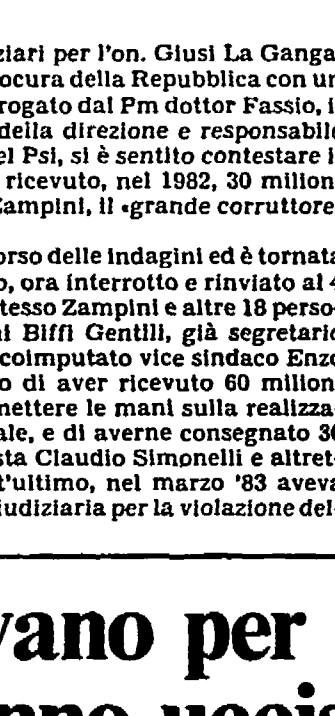 ziari per l'on. Giusi La Ganga
ocura della Repubblica con un
rogato dal Pm dottor Fassio, i
della direzione e responsabile
el Psi, si è sentito contestare i
ricevuto, nel 1982, 30 milion
Zampini, il «grande corruttore
orso delle indagini ed è tornata
o, ora interrotto e rinviato al 4
tesso Zampini e altre 18 perso-
ni Biffi Gentili, già segretario
coimputato vice sindaco Enzo
o di aver ricevuto 60 milion
mettere le mani sulla realizza-
ale, e di averne consegnato 30
sta Claudio Simonelli e altret-
t'ultimo, nel marzo '83 aveva
iudiziaria per la violazione del-
vano per